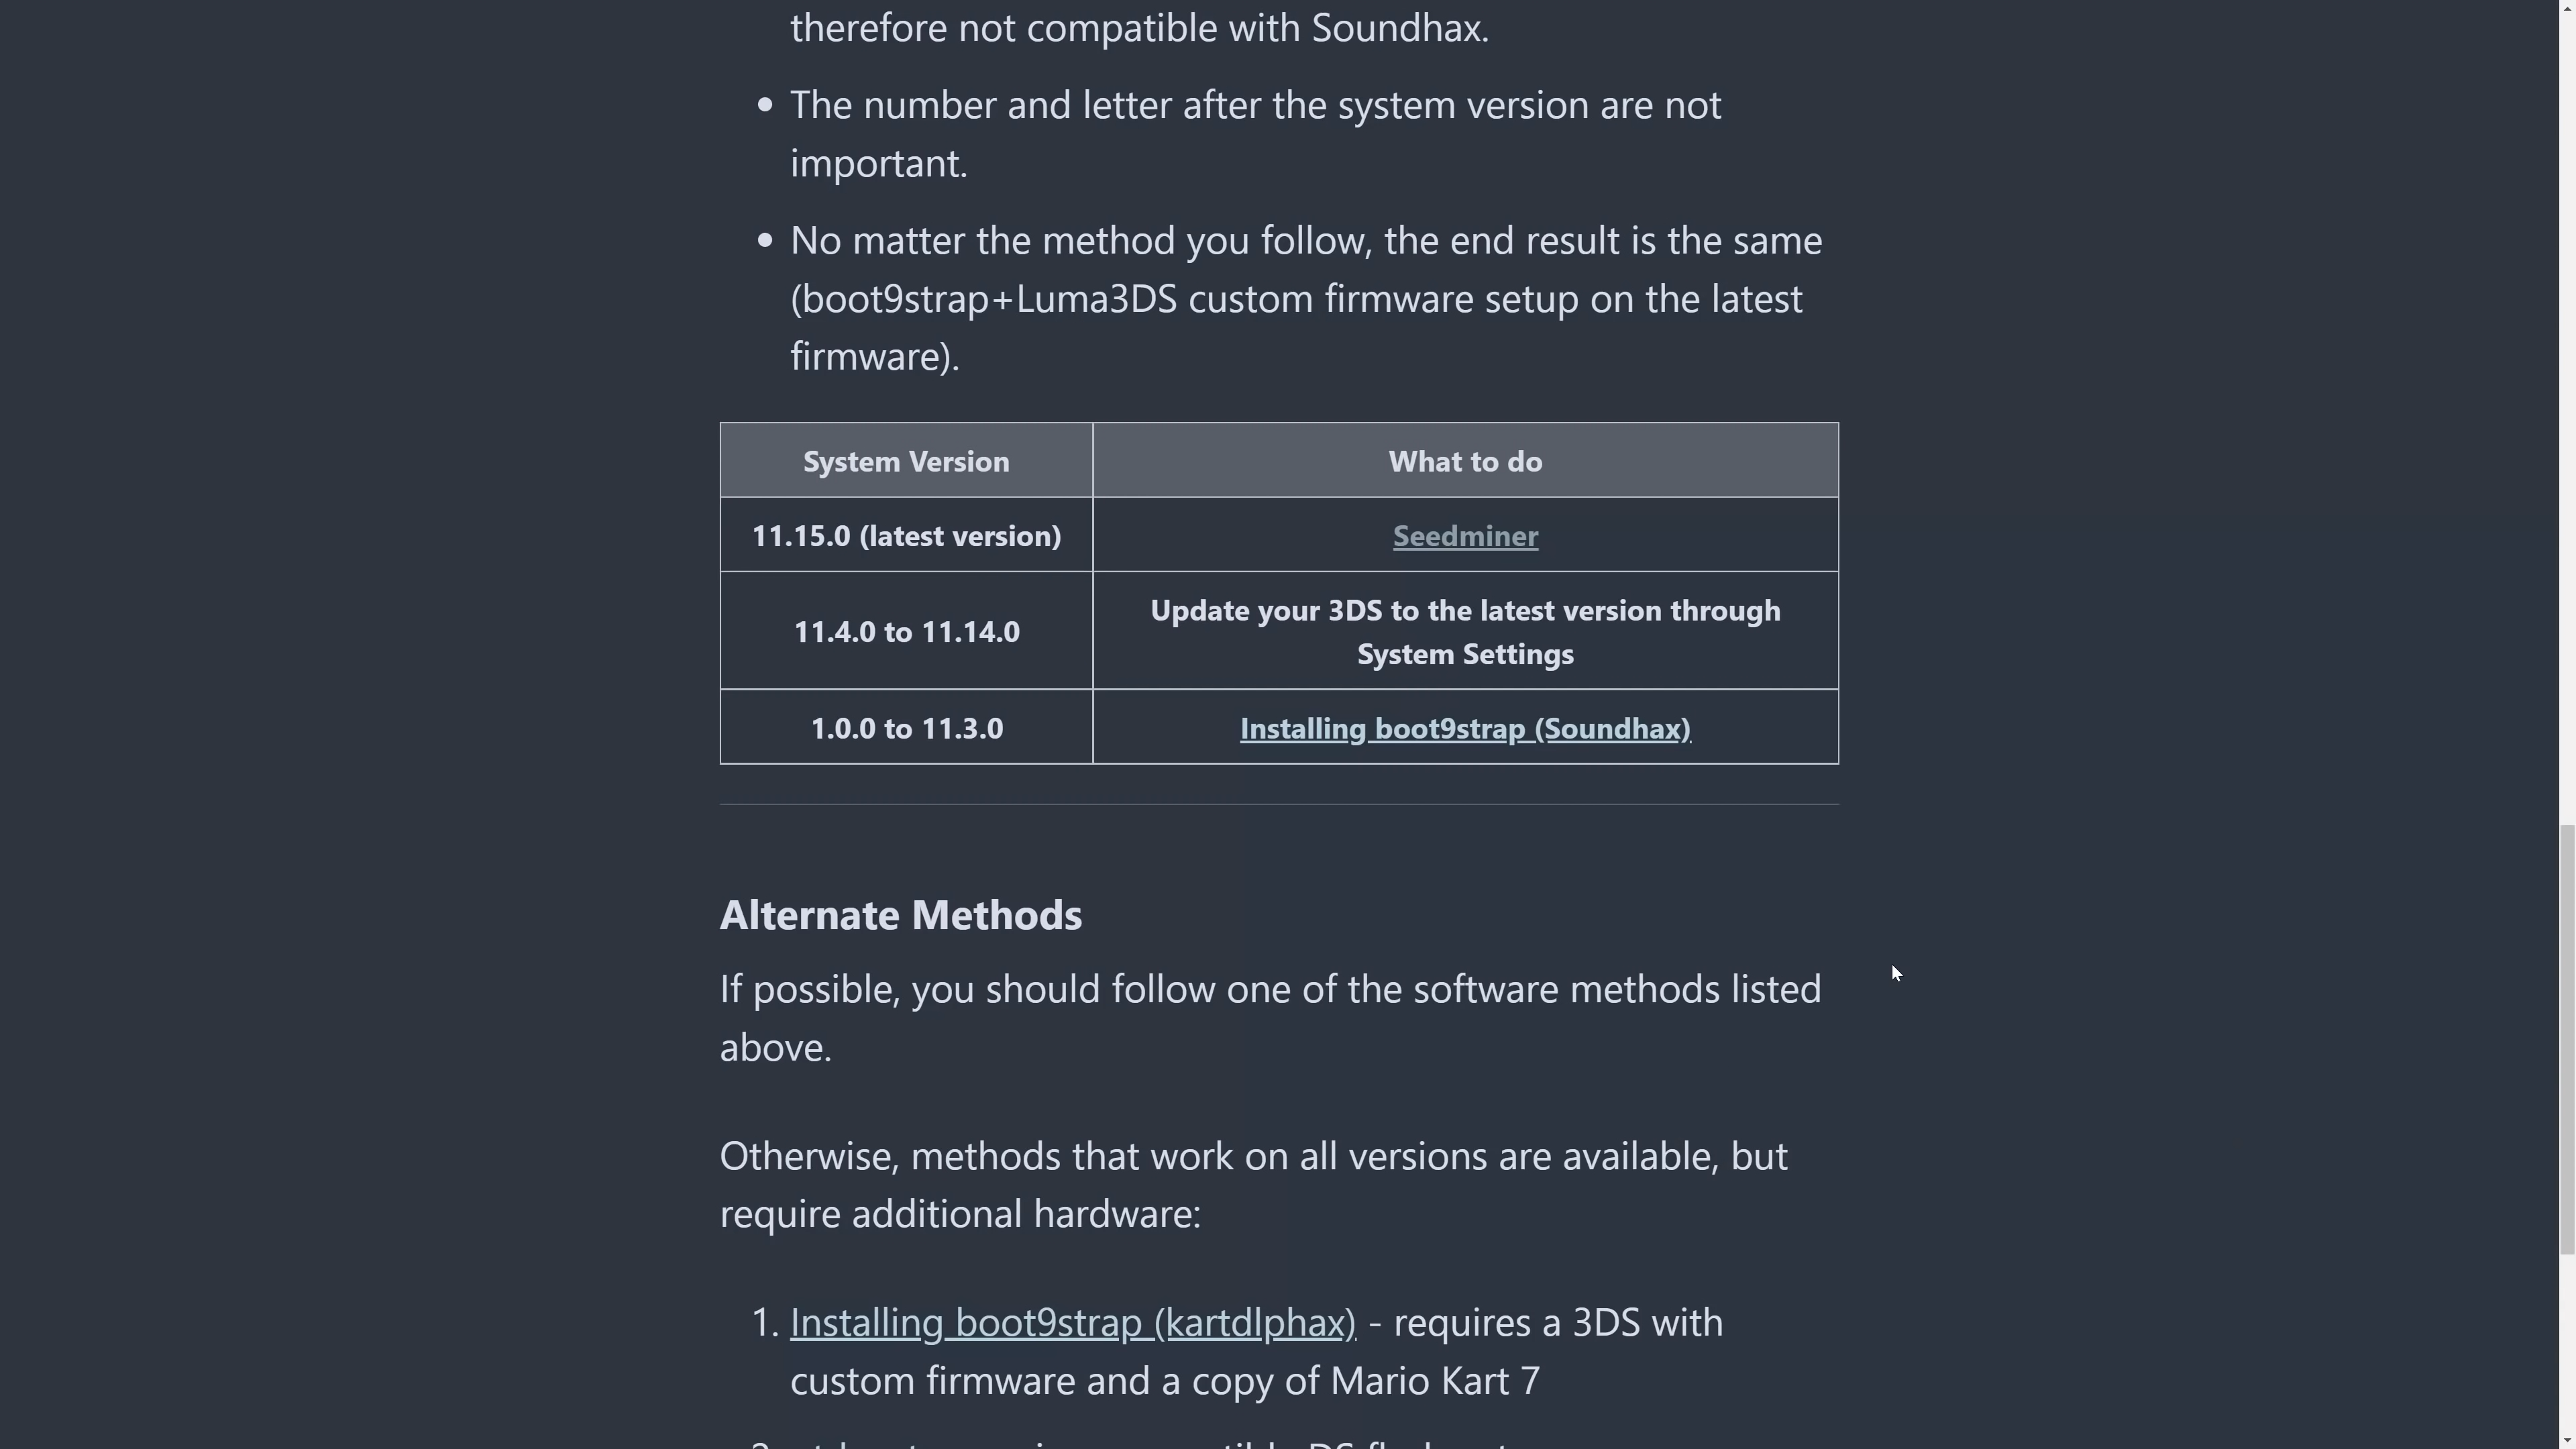 therefore not compatible with Soundhax.
The number and letter after the system version are not
important.
No matter the method you follow, the end result is the same
(boot9strap+Luma3DS custom firmware setup on the latest
firmware).
System Version What to do
11.15.0 (latest version) Seedminer
11.4.0 to 11.14.0 Update your 3DS to the latest version through
System Settings
1.0.0 to 11.3.0 Installing boot9strap (Soundhax)
Alternate Methods
If possible, you should follow one of the software methods listed
above.
Otherwise, methods that work on all versions are available, but
require additional hardware:
1. Installing boot9strap (kartdlphax) - requires a 3DS with
custom firmware and a copy of Mario Kart 7